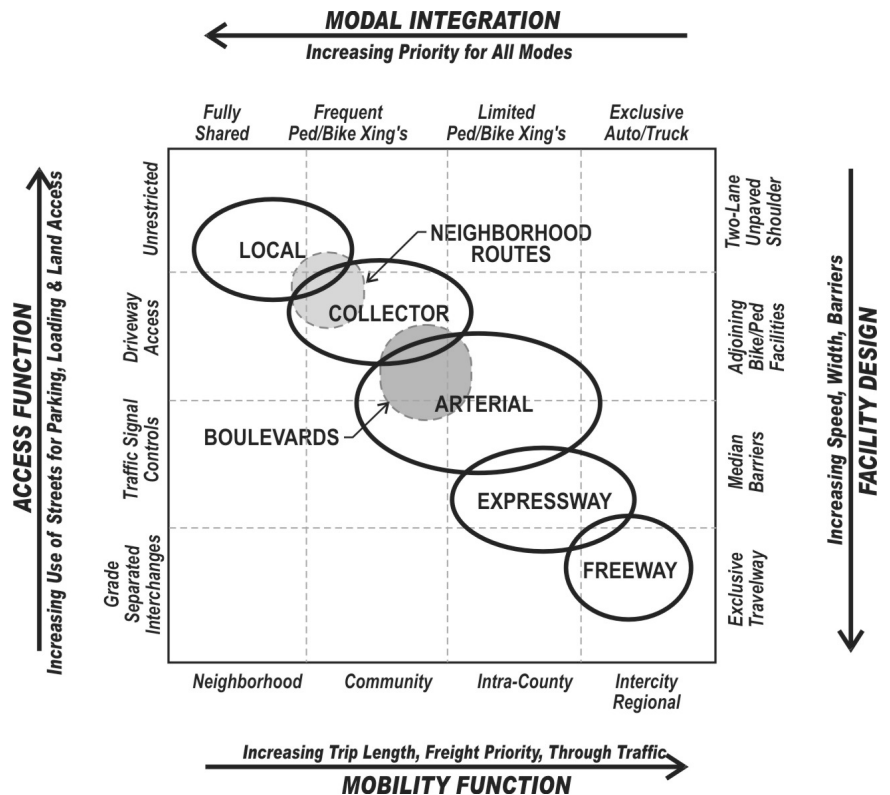 MODAL INTEGRATION
Increasing Priority for All Modes
Fully
Shared
Frequent
Ped/Bike Xing's
Limited
Ped/Bike Xing's
Exclusive
Auto/Truck
ACCESS FUNCTION
Increasing Use of Streets for Parking, Loading & Land Access
Unrestricted
Driveway
Access
Traffic Signal
Controls
Grade
Separated
Interchanges
LOCAL
NEIGHBORHOOD
ROUTES
COLLECTOR
ARTERIAL
BOULEVARDS
EXPRESSWAY
FREEWAY
Two-Lane
Unpaved
Shoulder
Adjoining
Bike/Ped
Facilities
Median
Barriers
Exclusive
Travelway
Increasing Speed, Width, Barriers
FACILITY DESIGN
Neighborhood
Community
Intra-County
Intercity
Regional
Increasing Trip Length, Freight Priority, Through Traffic
MOBILITY FUNCTION